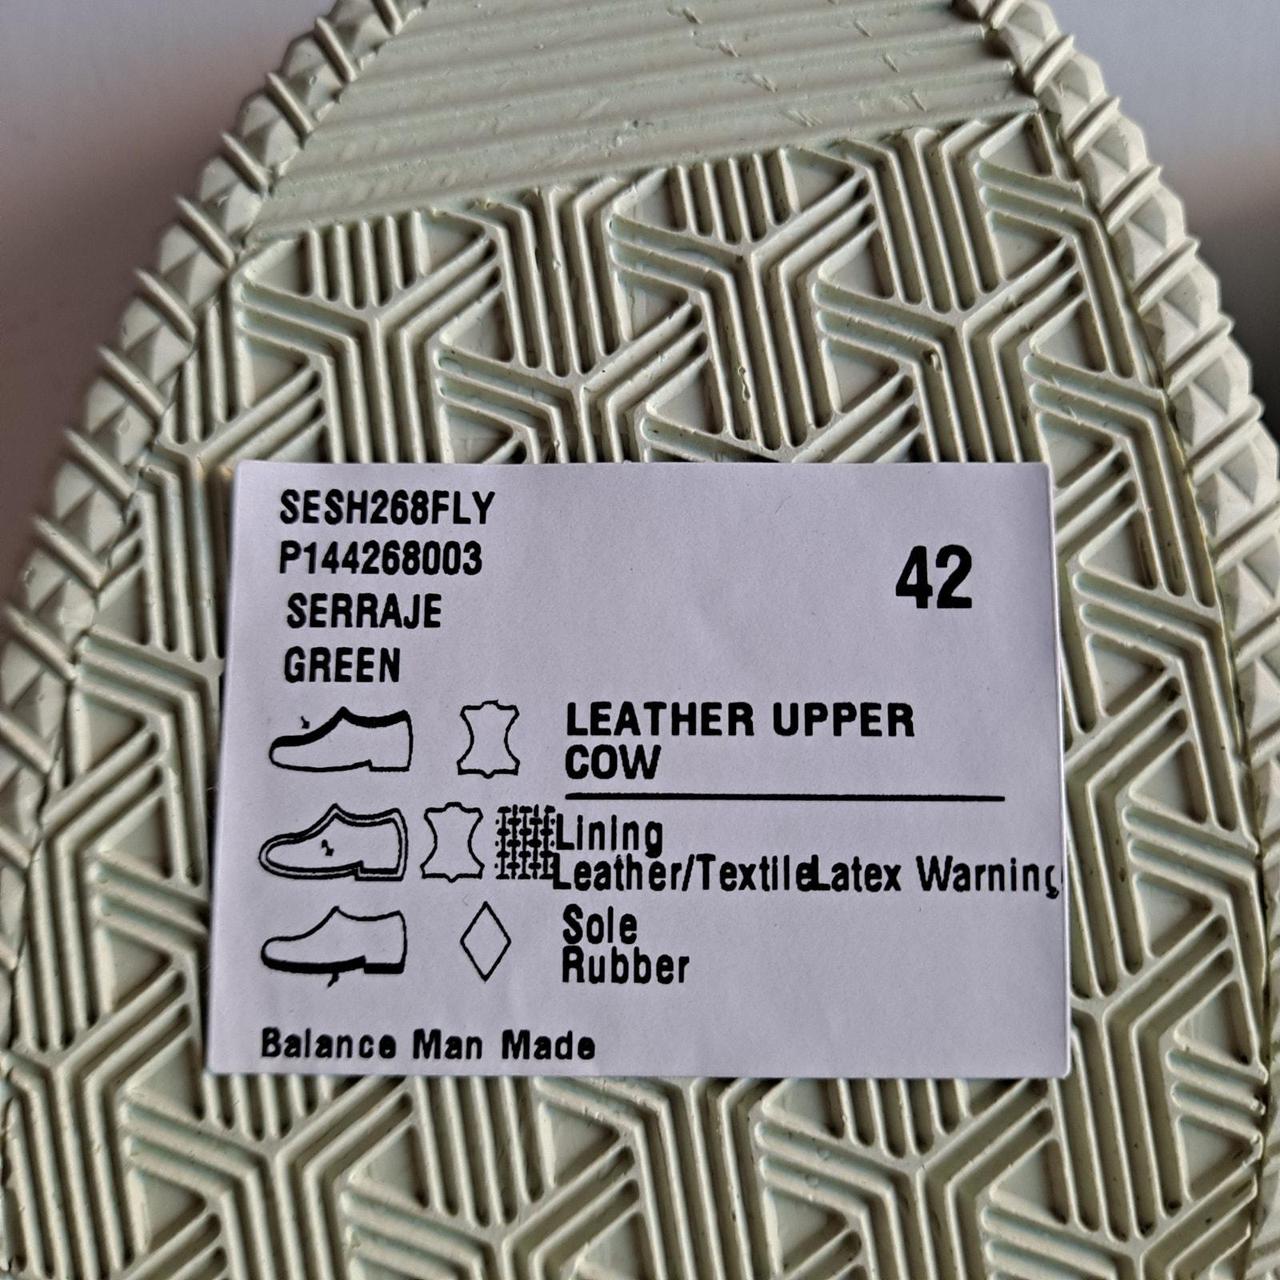 SESH268FLY
P144268003
42
SERRAJE
GREEN
LEATHER UPPER
COW
Lining
Leather/TextileLatex Warning
Sole
Rubber
Balance Man Made